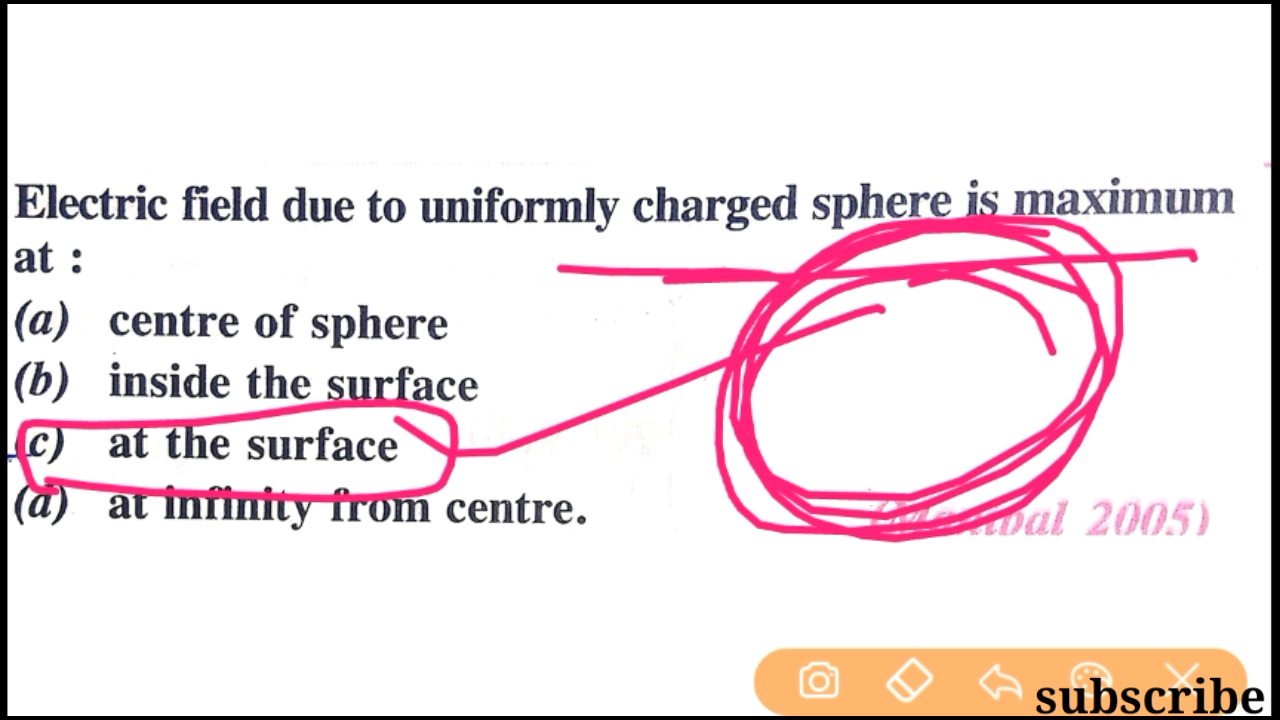 Electric field due to uniformly charged sphere is maximum
at :
(a) centre of sphere
(b) inside the surface
(c) at the surface
(d) at infinity from centre.
(Manipal 2005)
subscribe